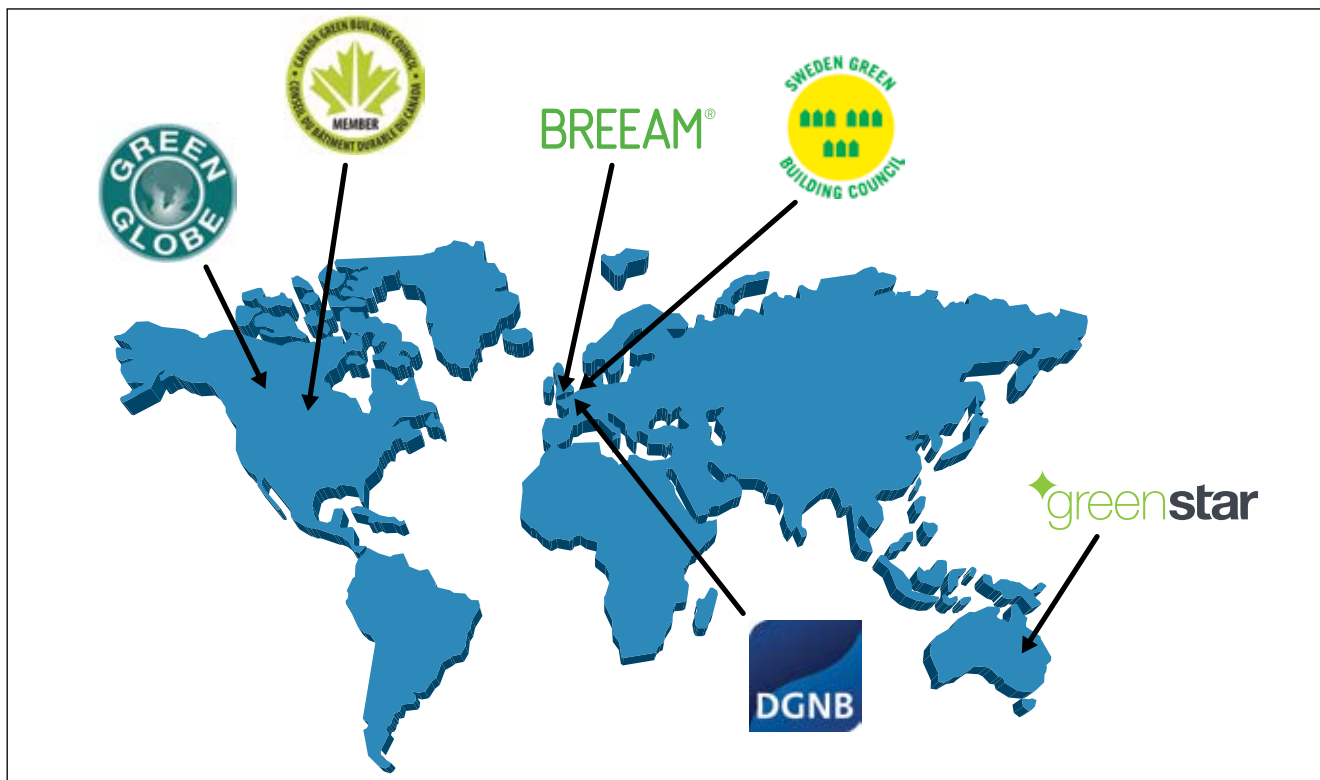 CANADA GREEN BUILDING COUNCIL • CONSEIL DU BÂTIMENT DURABLE DU CANADA •
MEMBER
GREEN
GLOBE
BREEAM®
SWEDEN GREEN
BUILDING COUNCIL
greenstar
DGNB